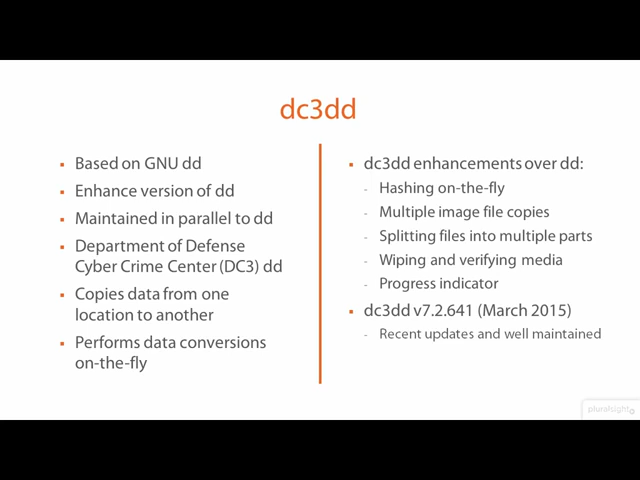 dc3dd
Based on GNU dd
Enhance version of dd
Maintained in parallel to dd
Department of Defense
Cyber Crime Center (DC3) dd
Copies data from one
location to another
Performs data conversions
on-the-fly
dc3dd enhancements over dd:
- Hashing on-the-fly
- Multiple image file copies
- Splitting files into multiple parts
- Wiping and verifying media
- Progress indicator
dc3dd v7.2.641 (March 2015)
- Recent updates and well maintained
pluralsight